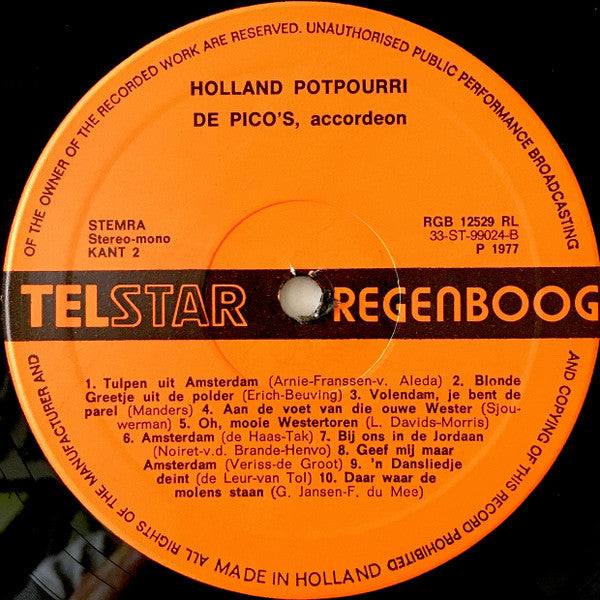 ALL RIGHTS OF THE MANUFACTURER AND OF THE OWNER OF THE RECORDED WORK ARE RESERVED. UNAUTHORISED PUBLIC PERFORMANCE BROADCASTING AND COPYING OF THIS RECORD PROHIBITED
HOLLAND POTPOURRI
DE PICO'S, accordeon
STEMRA
Stereo-mono
KANT 2
RGB 12529 RL
33-ST-99024-B
P 1977
TELSTAR REGENBOOG
1. Tulpen uit Amsterdam (Arnie-Franssen-v. Aleda) 2. Blonde
Greetje uit de polder (Erich-Beuving) 3. Volendam, je bent de
parel (Manders) 4. Aan de voet van die ouwe Wester (Sjou-
werman) 5. Oh, mooie Westertoren (L. Davids-Morris)
6. Amsterdam (de Haas-Tak) 7. Bij ons in de Jordaan
(Noiret-v.d. Brande-Henvo) 8. Geef mij maar
Amsterdam (Veriss-de Groot) 9. 'n Dansliedje
deint (de Leur-van Tol) 10. Daar waar de
molens staan (G. Jansen-F. du Mee)
MADE IN HOLLAND